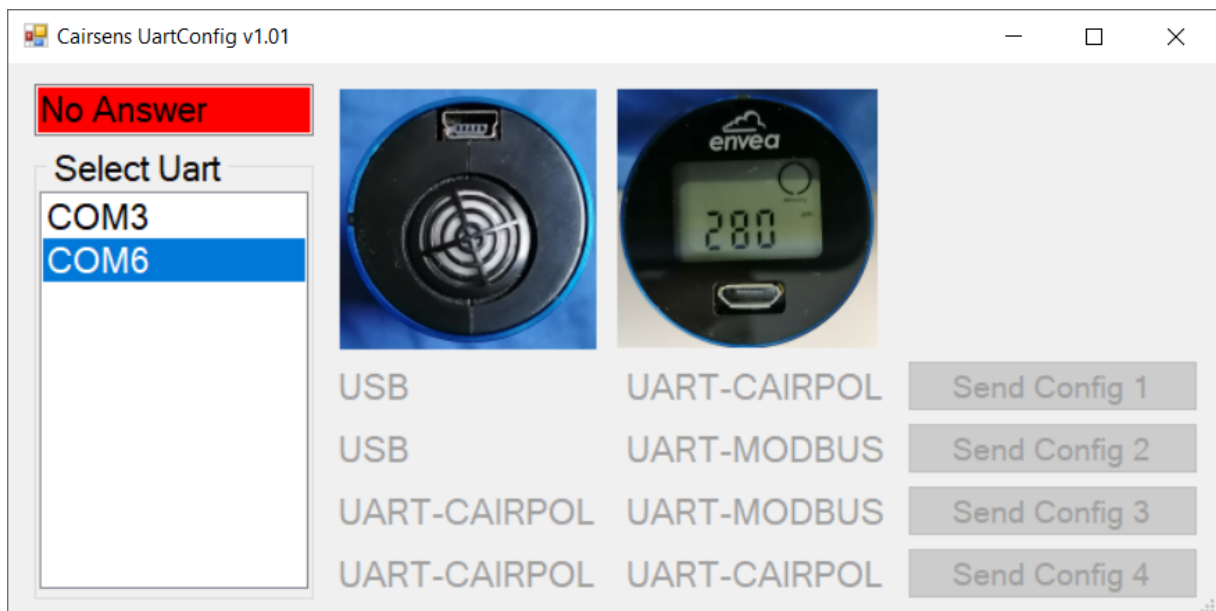 Cairsens UartConfig v1.01
No Answer
Select Uart
COM3
COM6
envea
Memory
280
USB UART-CAIRPOL Send Config 1
USB UART-MODBUS Send Config 2
UART-CAIRPOL UART-MODBUS Send Config 3
UART-CAIRPOL UART-CAIRPOL Send Config 4